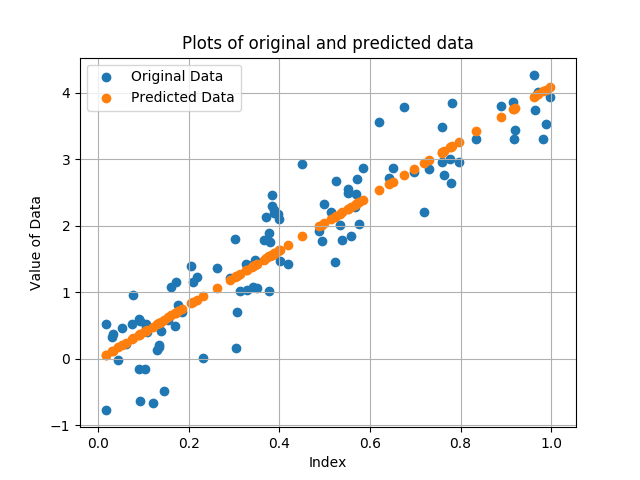 Plots of original and predicted data
Original Data
Predicted Data
4
3
2
1
0
−1
Value of Data
0.0 0.2 0.4 0.6 0.8 1.0
Index